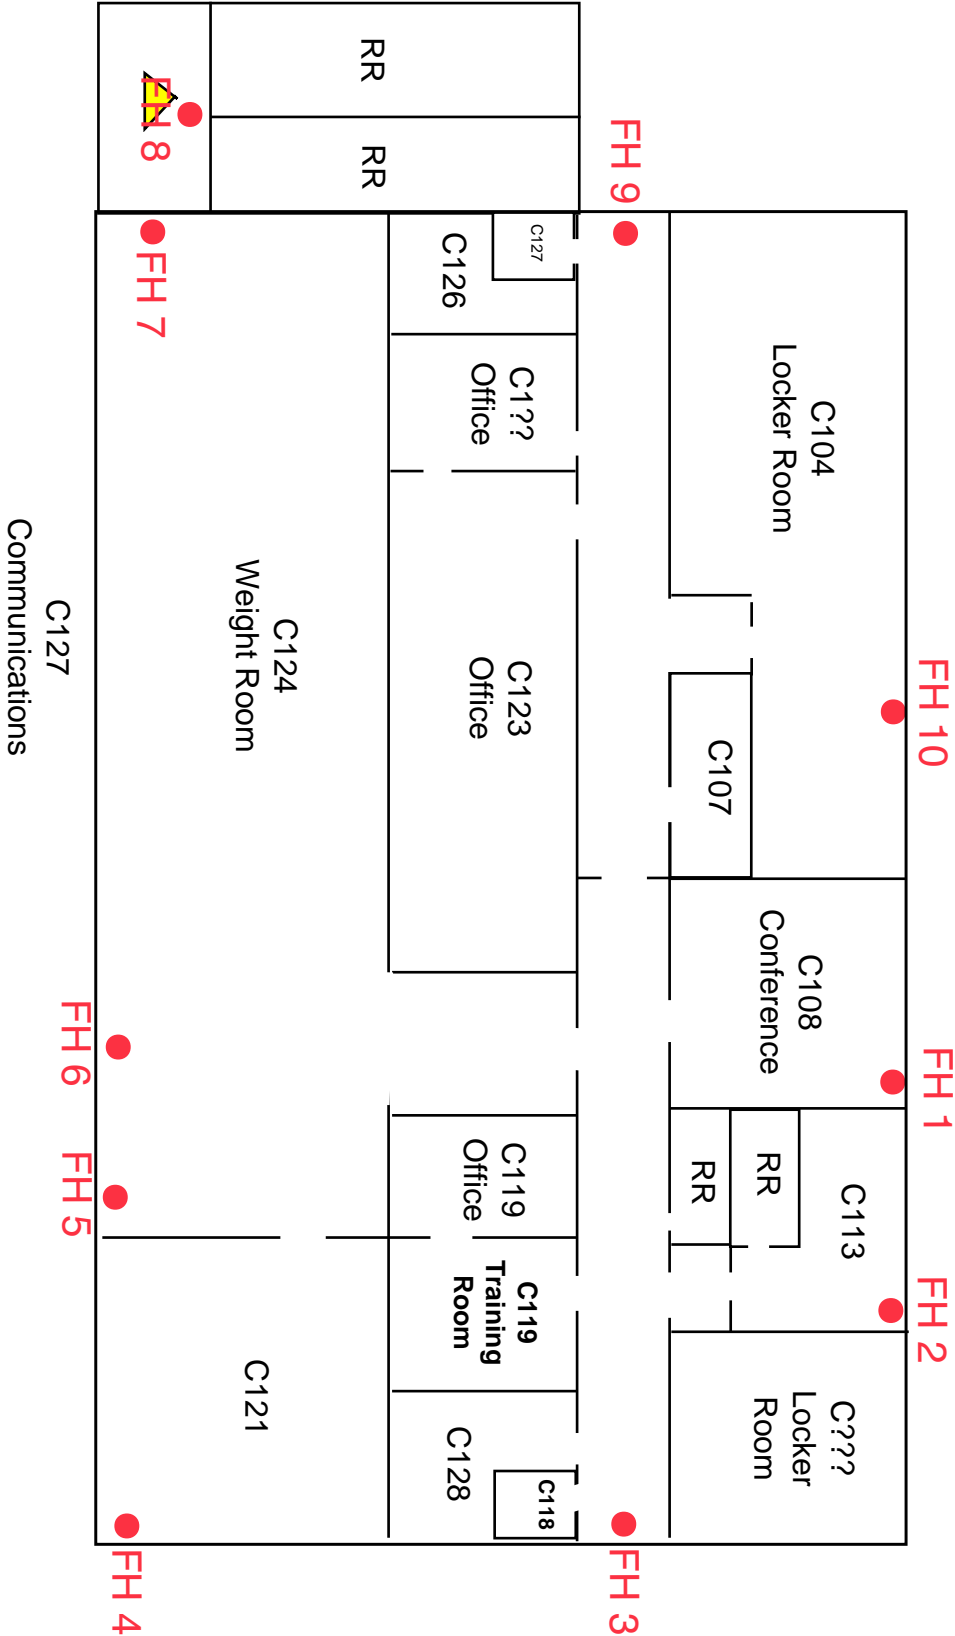 FH 10
FH 1
FH 2
C104
Locker Room
C107
C108
Conference
RR
RR
C113
C???
Locker
Room
FH 9
FH 3
RR
RR
C127
C126
C1??
Office
C123
Office
C119
Office
C119
Training
Room
C118
C128
C124
Weight Room
C121
FH 8
FH 7
FH 6
FH 5
FH 4
C127
Communications